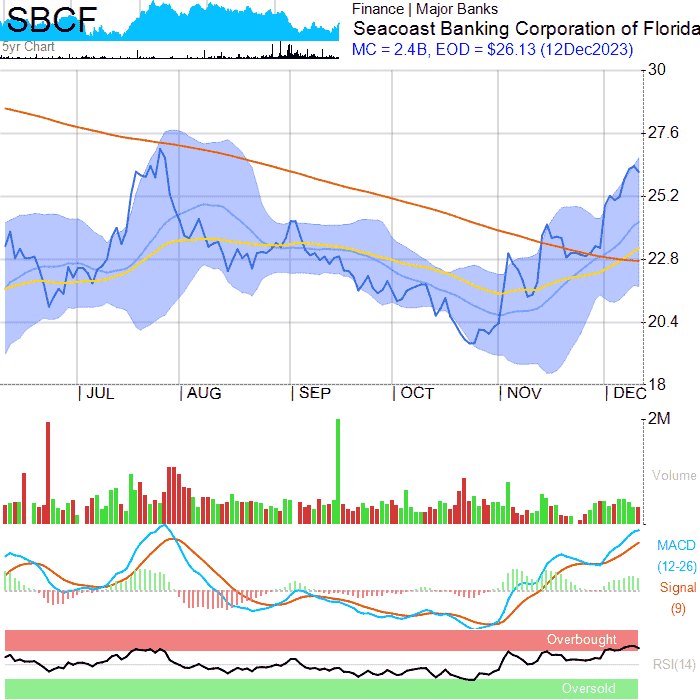 SBCF
5yr Chart
Finance | Major Banks
Seacoast Banking Corporation of Florida
MC = 2.4B, EOD = $26.13 (12Dec2023)
30
27.6
25.2
22.8
20.4
18
JUL
AUG
SEP
OCT
NOV
DEC
2M
Volume
MACD
(12-26)
Signal
(9)
Overbought
RSI(14)
Oversold